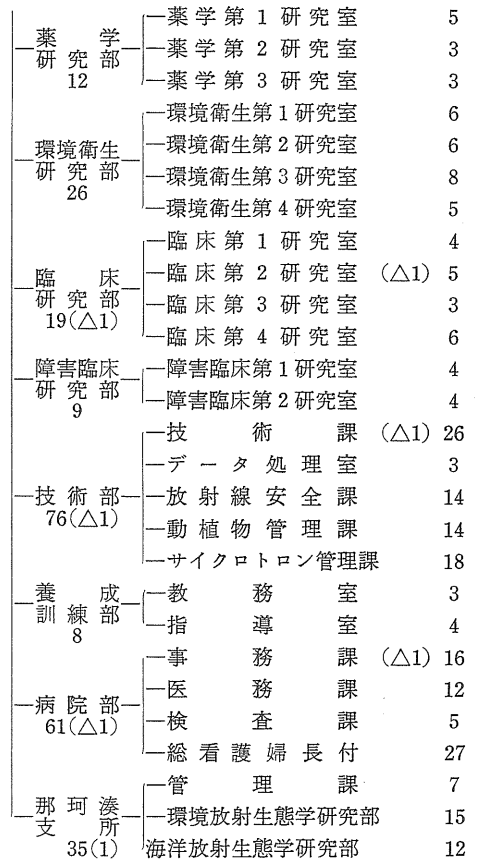 薬学研究部 12
薬学第1研究室 5
薬学第2研究室 3
薬学第3研究室 3
環境衛生研究部 26
環境衛生第1研究室 6
環境衛生第2研究室 6
環境衛生第3研究室 8
環境衛生第4研究室 5
臨床研究部 19(△1)
臨床第1研究室 4
臨床第2研究室 (△1) 5
臨床第3研究室 3
臨床第4研究室 6
障害臨床研究部 9
障害臨床第1研究室 4
障害臨床第2研究室 4
技術部 76(△1)
技術課 (△1) 26
データ処理室 3
放射線安全課 14
動植物管理課 14
サイクロトロン管理課 18
養成訓練部 8
教務室 3
指導室 4
病院部 61(△1)
事務課 (△1) 16
医務課 12
検査課 5
総看護婦長付 27
那珂湊支所 35(1)
管理課 7
環境放射生態学研究部 15
海洋放射生態学研究部 12